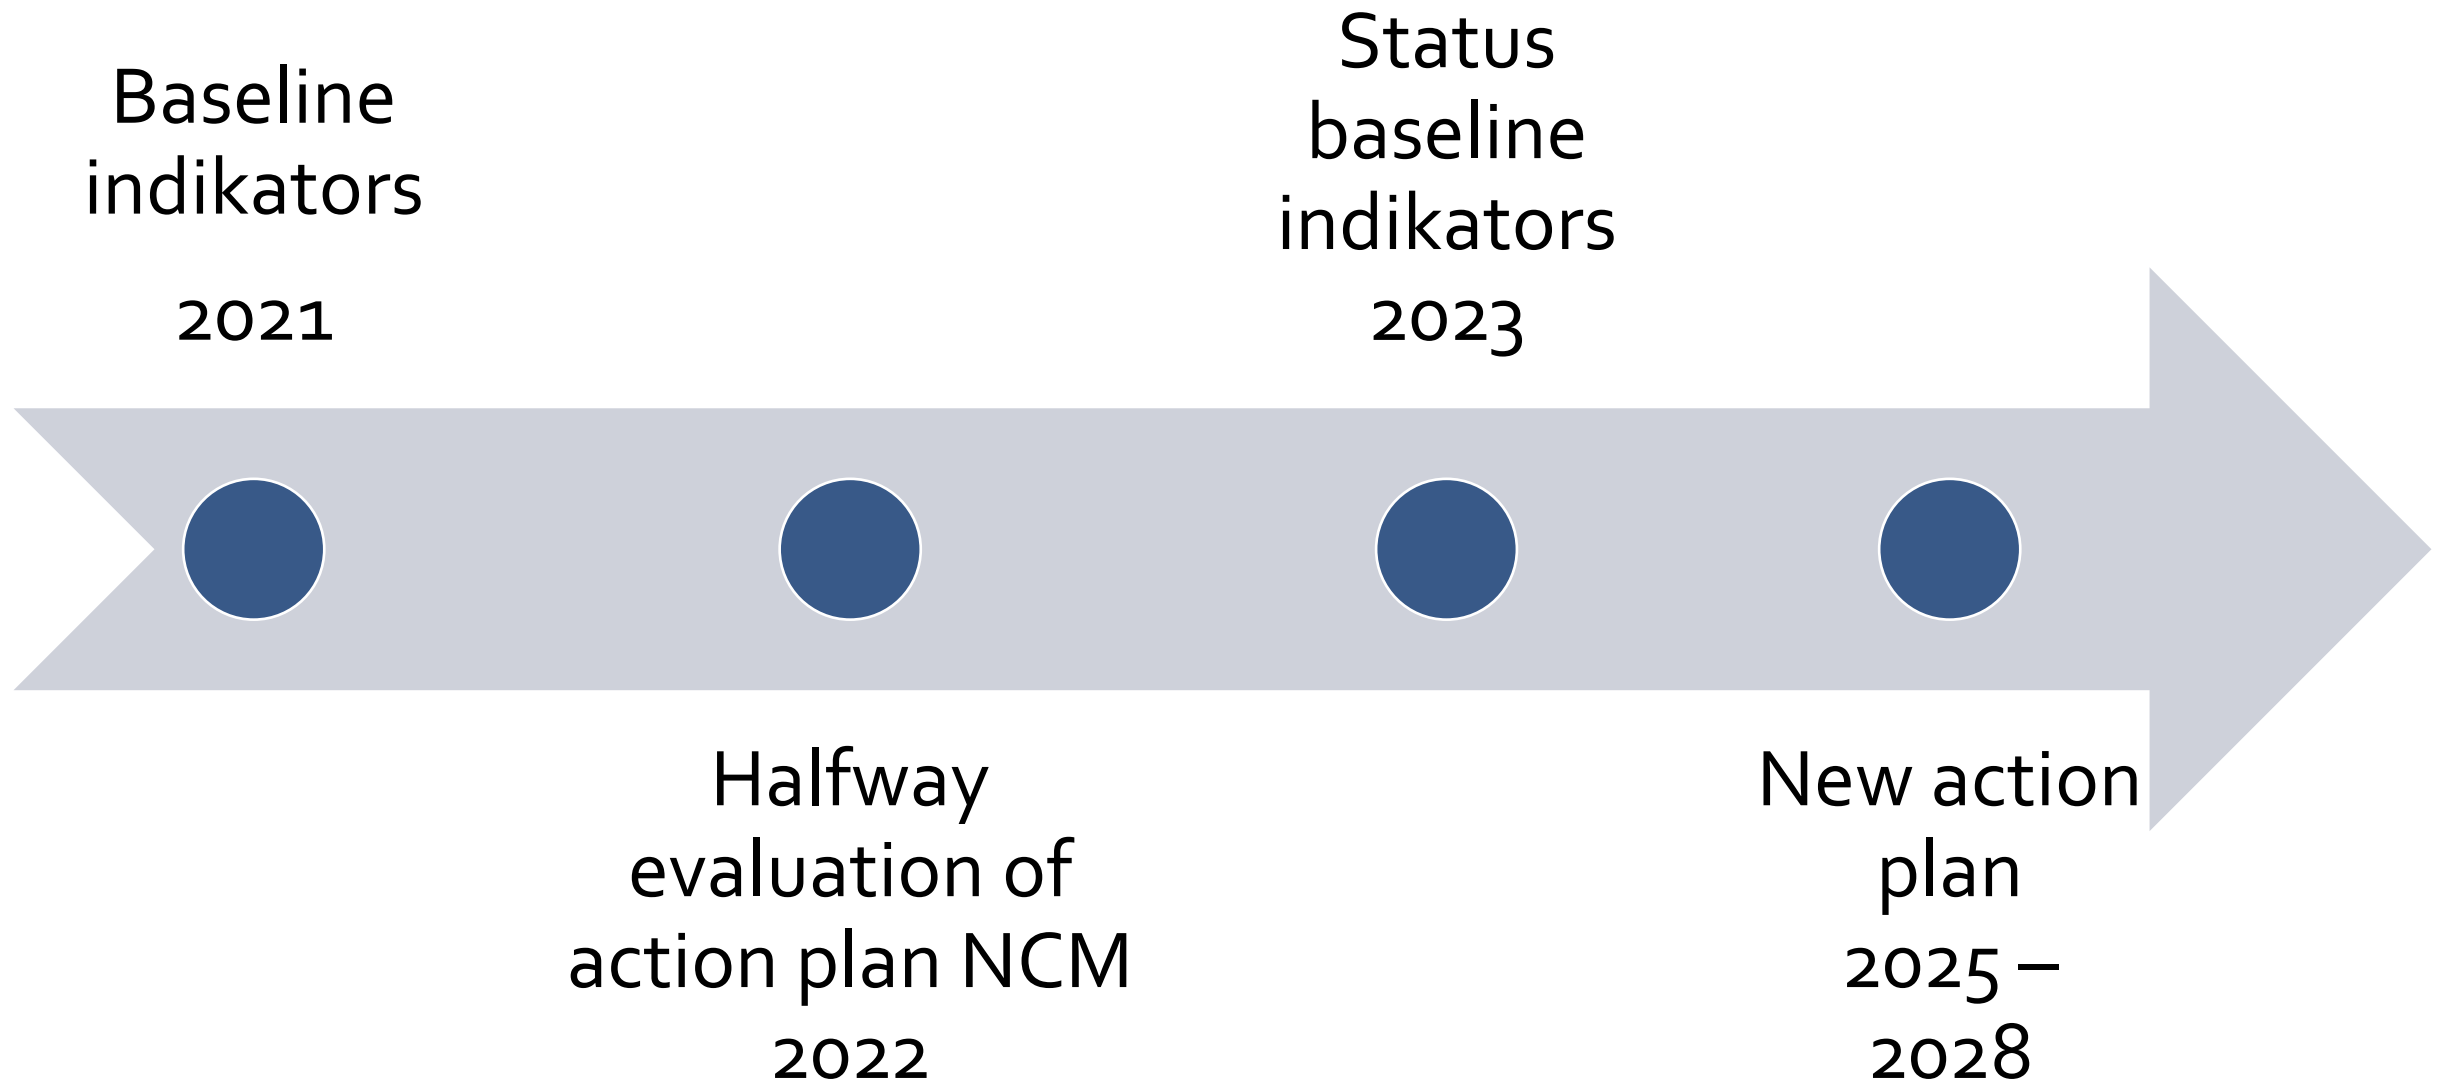 Baseline
indikators
2021
Halfway
evaluation of
action plan NCM
2022
Status
baseline
indikators
2023
New action
plan
2025 –
2028